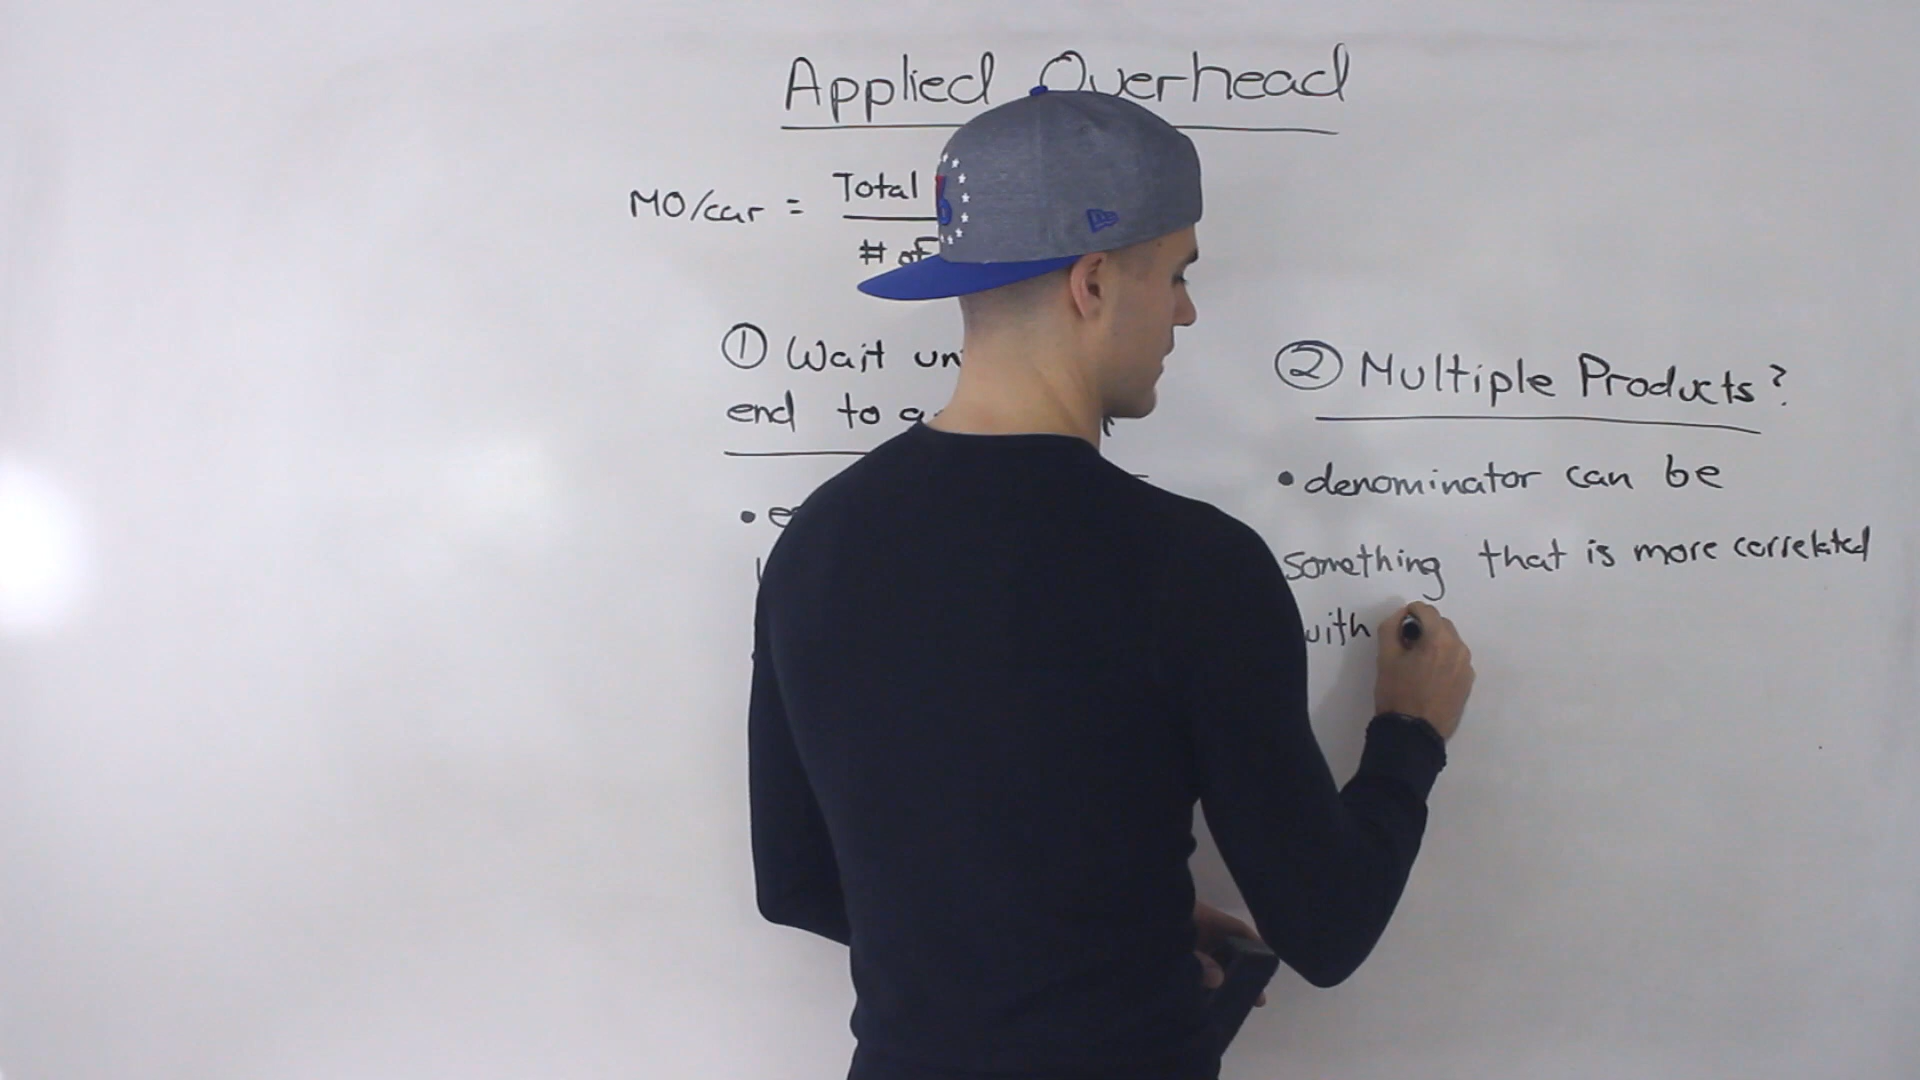 Applied Overhead
MO/car = Total
# of
① Wait
end to
② Multiple Products?
• denominator can be
something that is more correlated
with